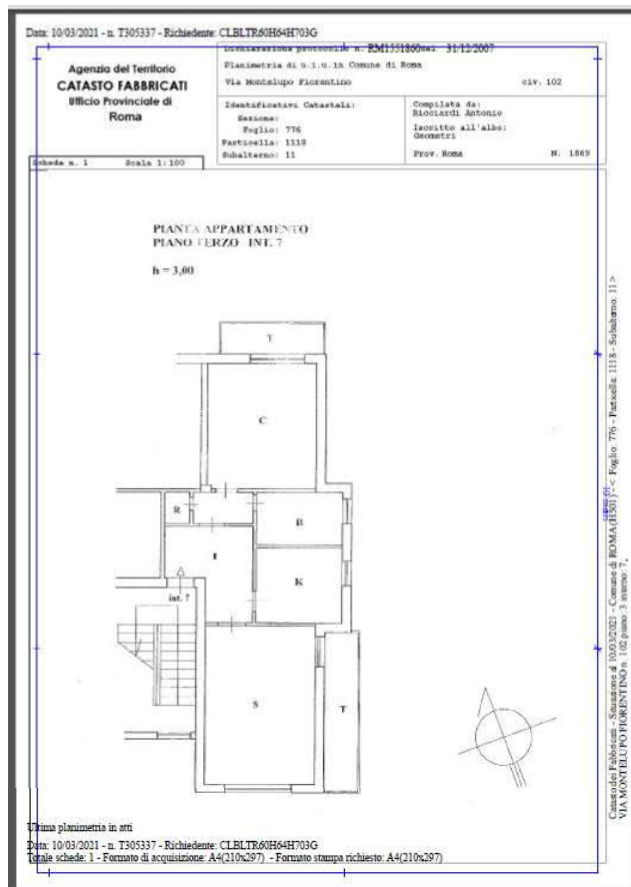 Data: 10/03/2021 - n. T305337 - Richiedente: CLBLTR60H64H703G
Agenzia del Territorio
CATASTO FABBRICATI
Ufficio Provinciale di
Roma
Dichiarazione protocollo n. RM1551860 del 31/12/2007
Planimetria di u.i.u. in Comune di Roma
Via Montelupo Fiorentino civ. 102
Identificativi Catastali:
Sezione:
Foglio: 776
Particella: 1118
Subalterno: 11
Compilata da:
Ricciardi Antonio
Iscritto all'albo:
Geometri
Prov. Roma N. 1869
Scheda n. 1 Scala 1:100
PIANTA APPARTAMENTO
PIANO TERZO INT. 7
h = 3,00
T
C
R
B
I
K
int. 7
S
T
Catasto dei Fabbricati - Situazione al 10/03/2021 - Comune di ROMA (H501) - < Foglio: 776 - Particella: 1118 - Subalterno: 11 >
VIA MONTELUPO FIORENTINO n. 102 piano: 3 interno: 7,
Ultima planimetria in atti
Data: 10/03/2021 - n. T305337 - Richiedente: CLBLTR60H64H703G
Totale schede: 1 - Formato di acquisizione: A4(210x297) - Formato stampa richiesto: A4(210x297)